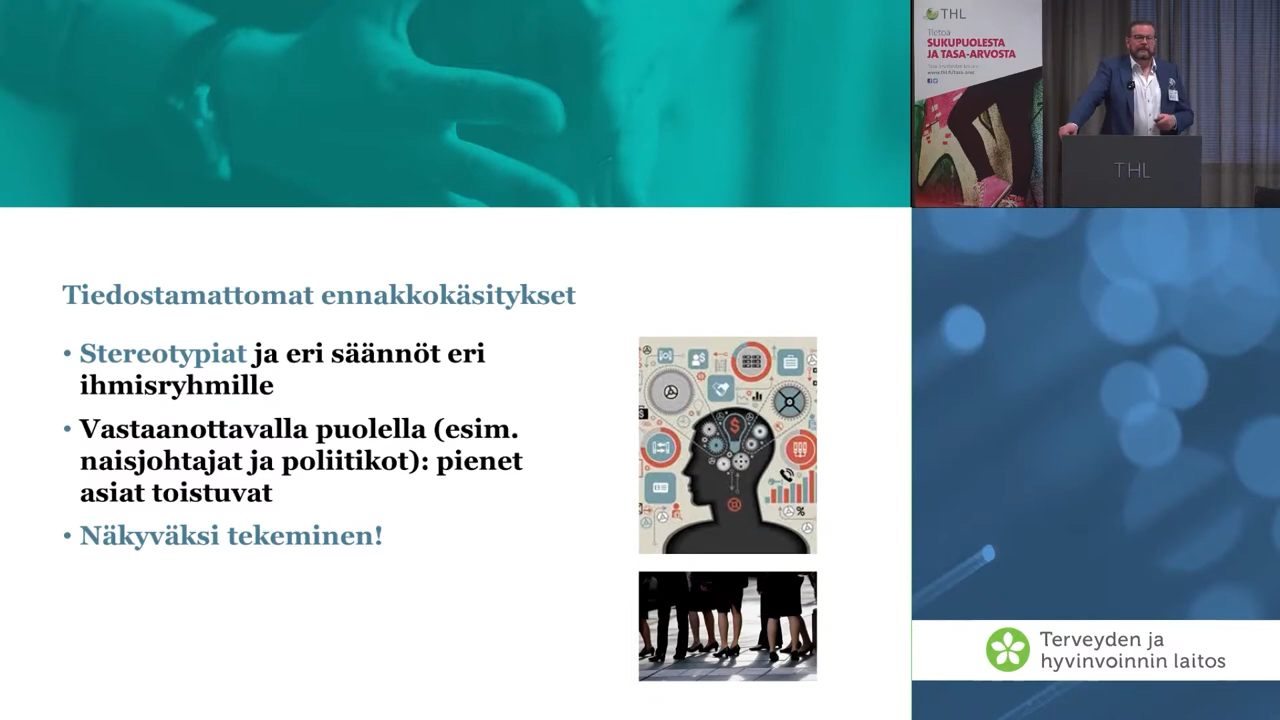 THL
Tietoa
SUKUPUOLESTA
JA TASA-ARVOSTA
THL
Tiedostamattomat ennakkokäsitykset
• Stereotypiat ja eri säännöt eri
ihmisryhmille
• Vastaanottavalla puolella (esim.
naisjohtajat ja poliitikot): pienet
asiat toistuvat
• Näkyväksi tekeminen!
Terveyden ja
hyvinvoinnin laitos